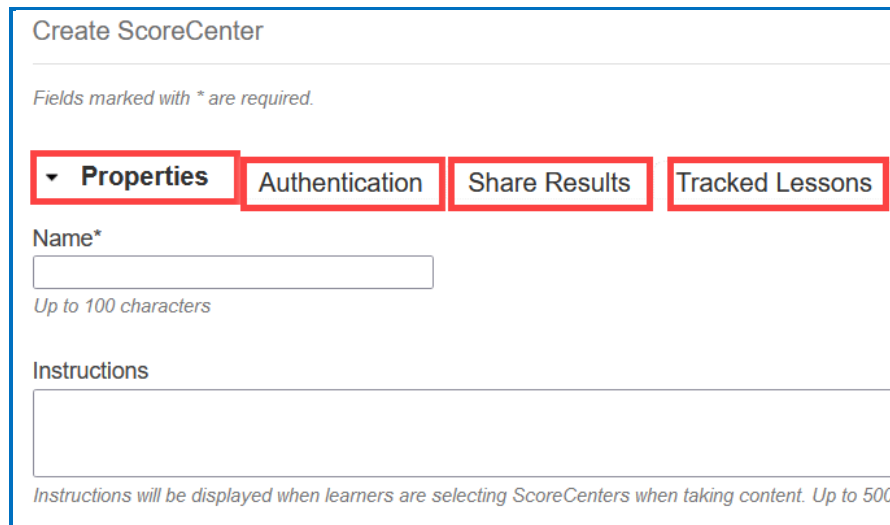 Create ScoreCenter
Fields marked with * are required.
Properties Authentication Share Results Tracked Lessons
Name*
Up to 100 characters
Instructions
Instructions will be displayed when learners are selecting ScoreCenters when taking content. Up to 500